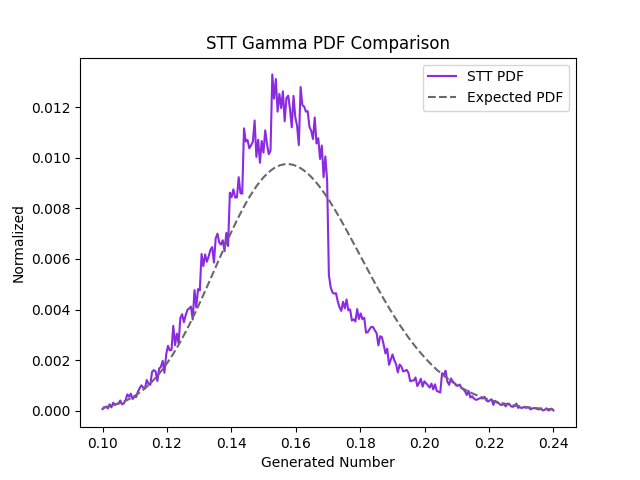 STT Gamma PDF Comparison
STT PDF
Expected PDF
Normalized
0.012
0.010
0.008
0.006
0.004
0.002
0.000
0.10 0.12 0.14 0.16 0.18 0.20 0.22 0.24
Generated Number